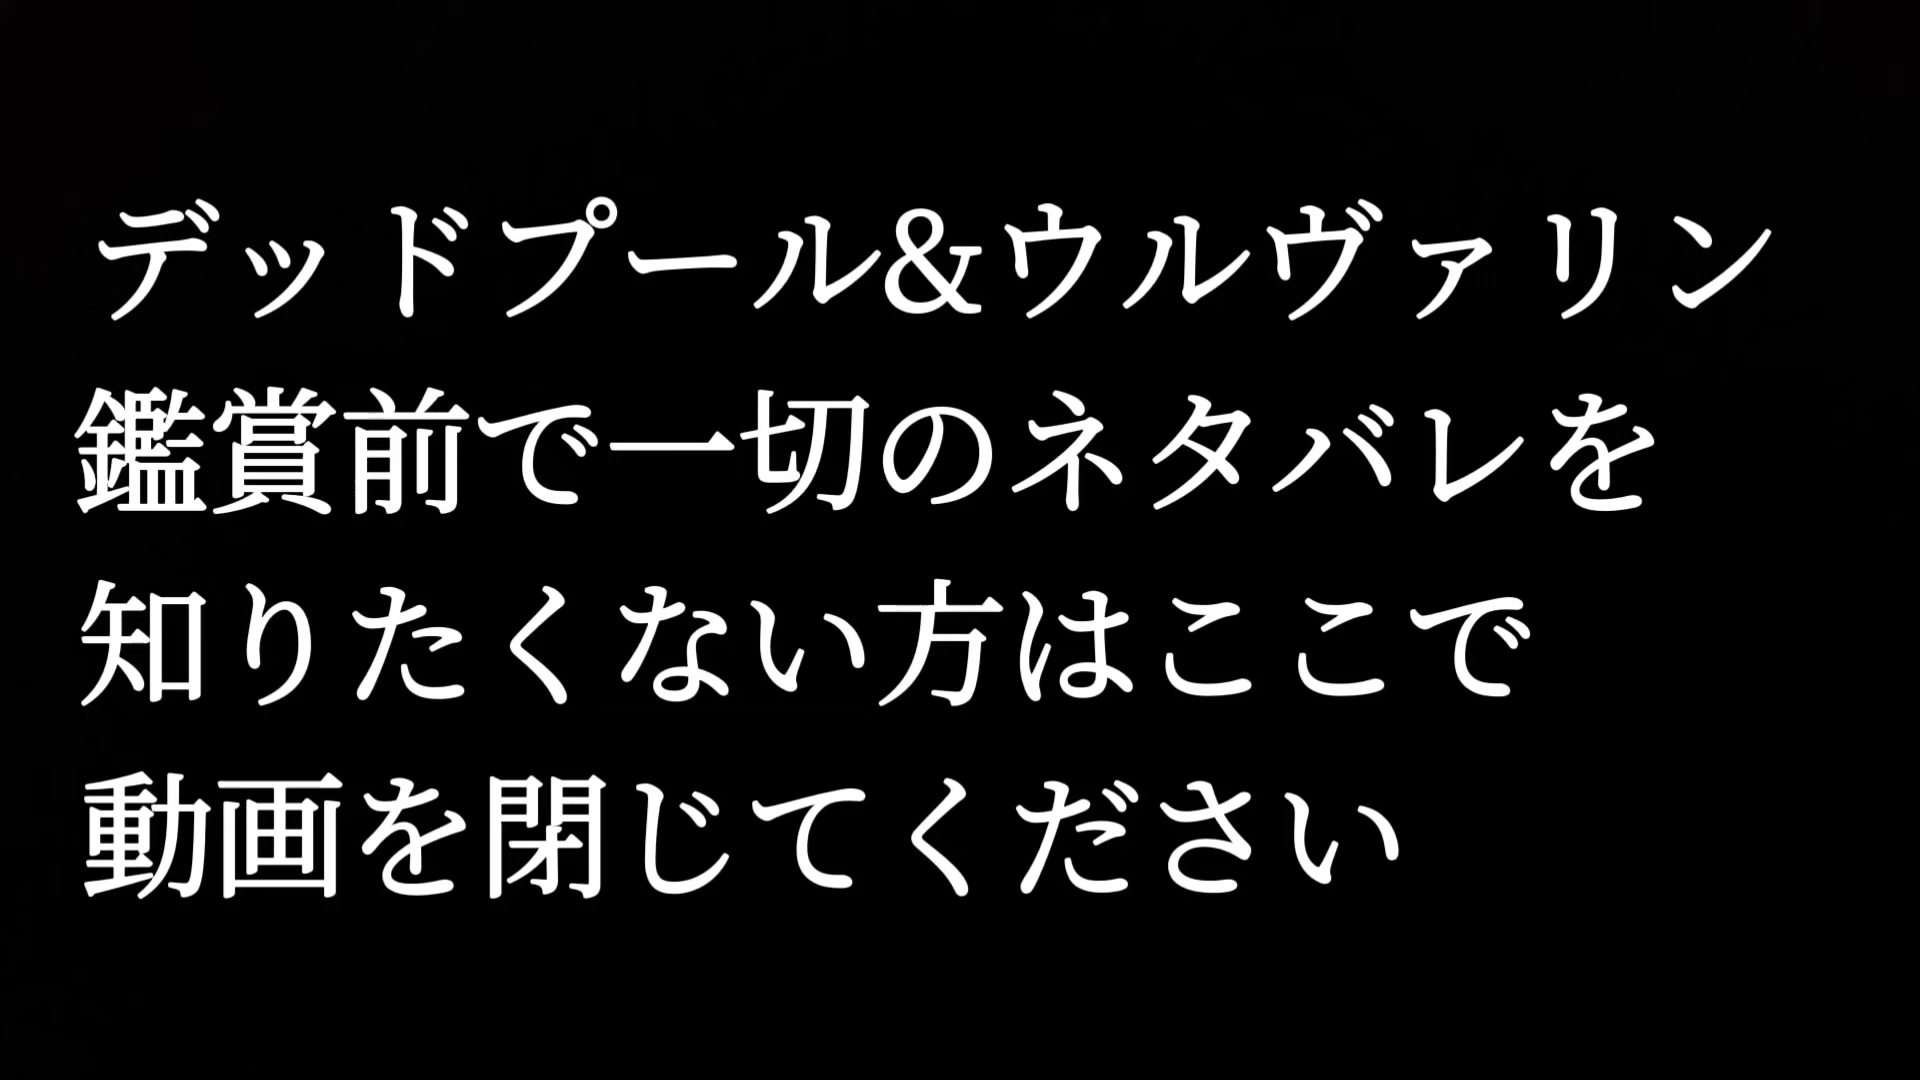 デッドプール&ウルヴァリン
鑑賞前で一切のネタバレを
知りたくない方はここで
動画を閉じてください